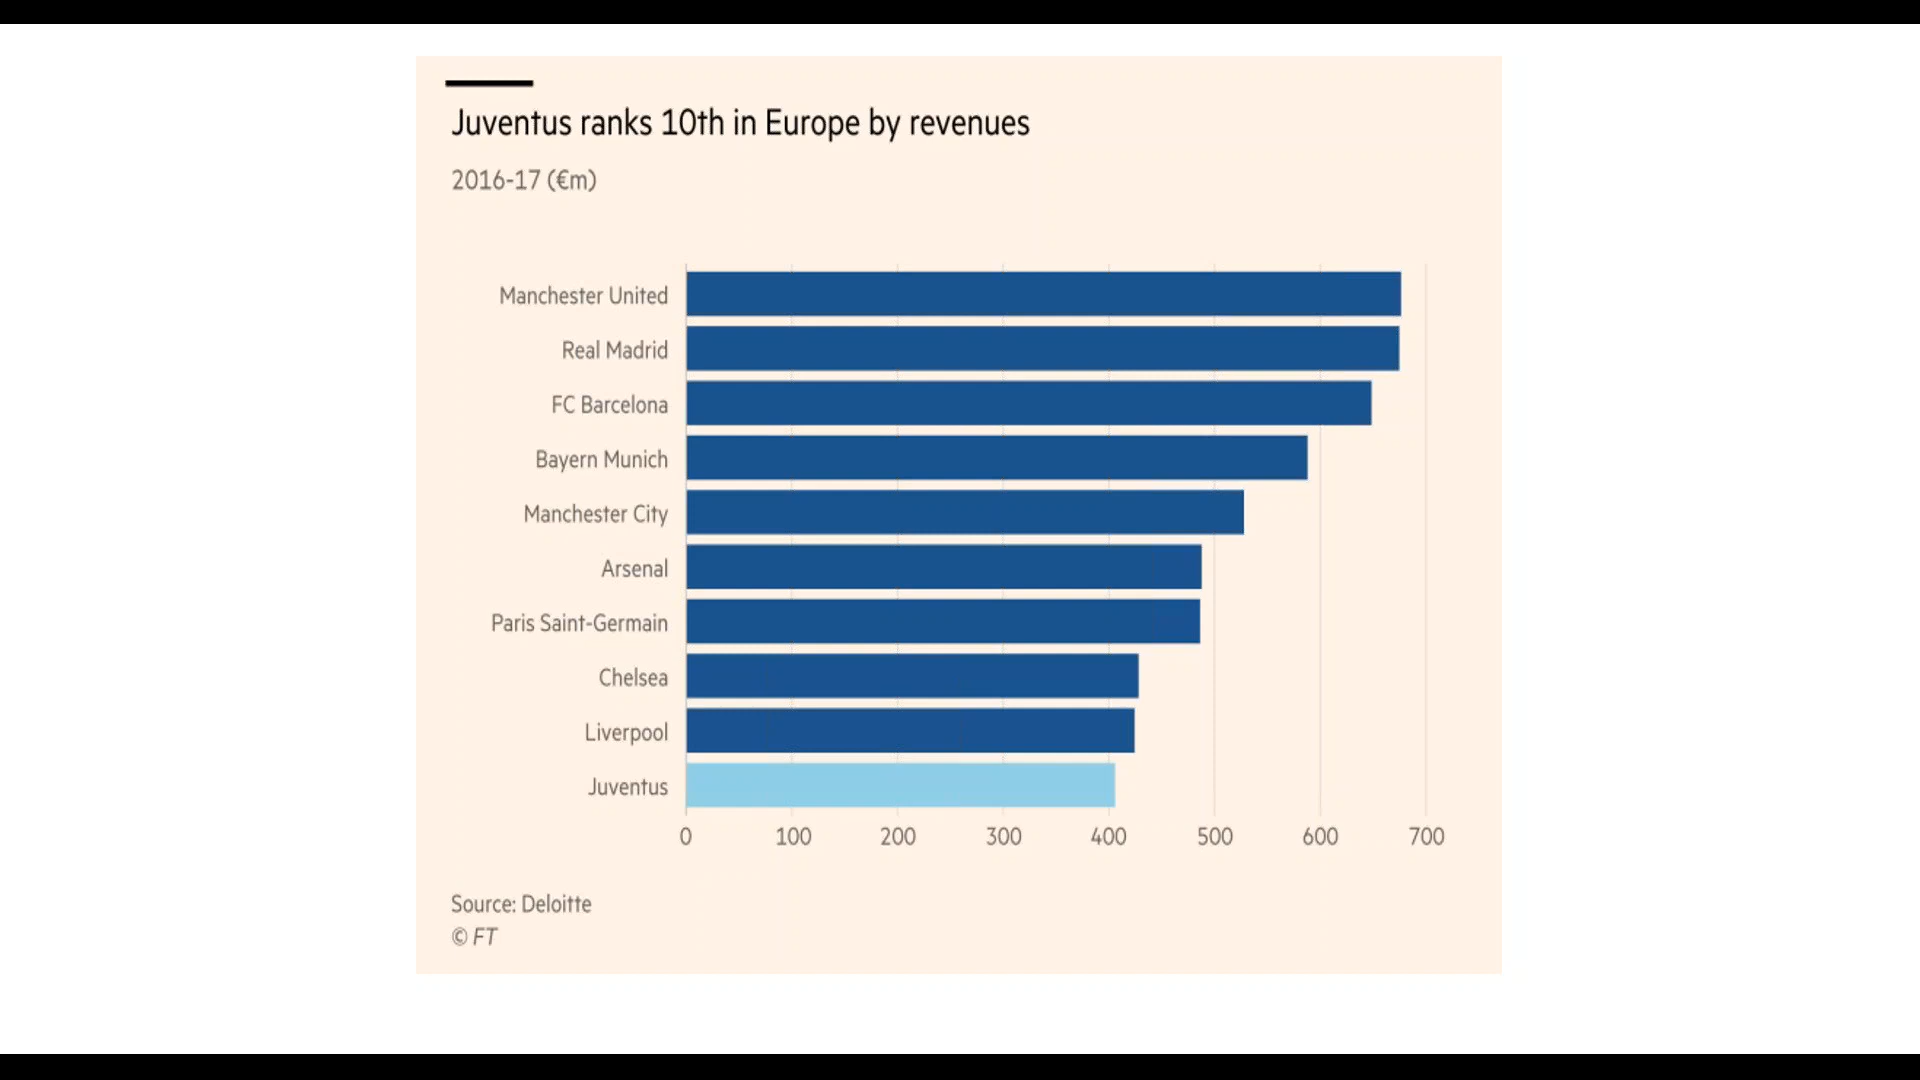 Juventus ranks 10th in Europe by revenues
2016-17 (€m)
Manchester United
Real Madrid
FC Barcelona
Bayern Munich
Manchester City
Arsenal
Paris Saint-Germain
Chelsea
Liverpool
Juventus
0 100 200 300 400 500 600 700
Source: Deloitte
© FT